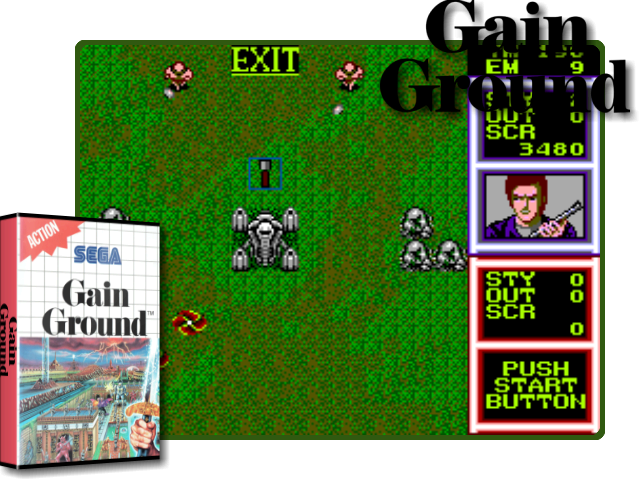 Gain
Ground
EXIT
EM 9
OUT 0
SCR
3480
STY 0
OUT 0
SCR
0
PUSH
START
BUTTON
ACTION
SEGA
Gain
Ground™
Gain
Ground